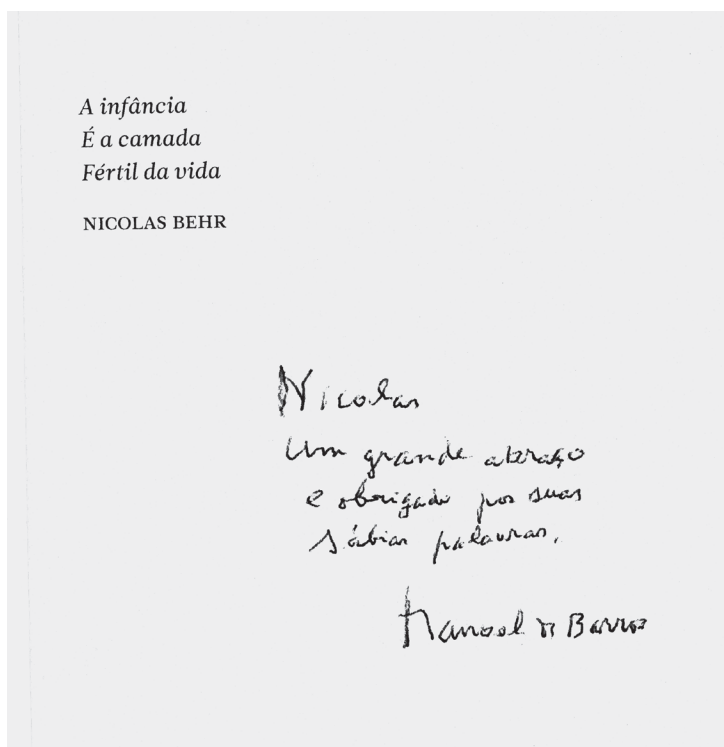 A infância
É a camada
Fértil da vida
NICOLAS BEHR
Nicolas
Um grande abraço
e obrigado por suas
sábias palavras.
Manoel de Barros